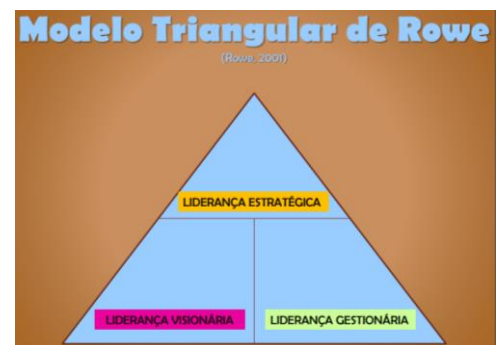 Modelo Triangular de Rowe
(Rowe, 2001)
LIDERANÇA ESTRATÉGICA
LIDERANÇA VISIONÁRIA
LIDERANÇA GESTIONÁRIA